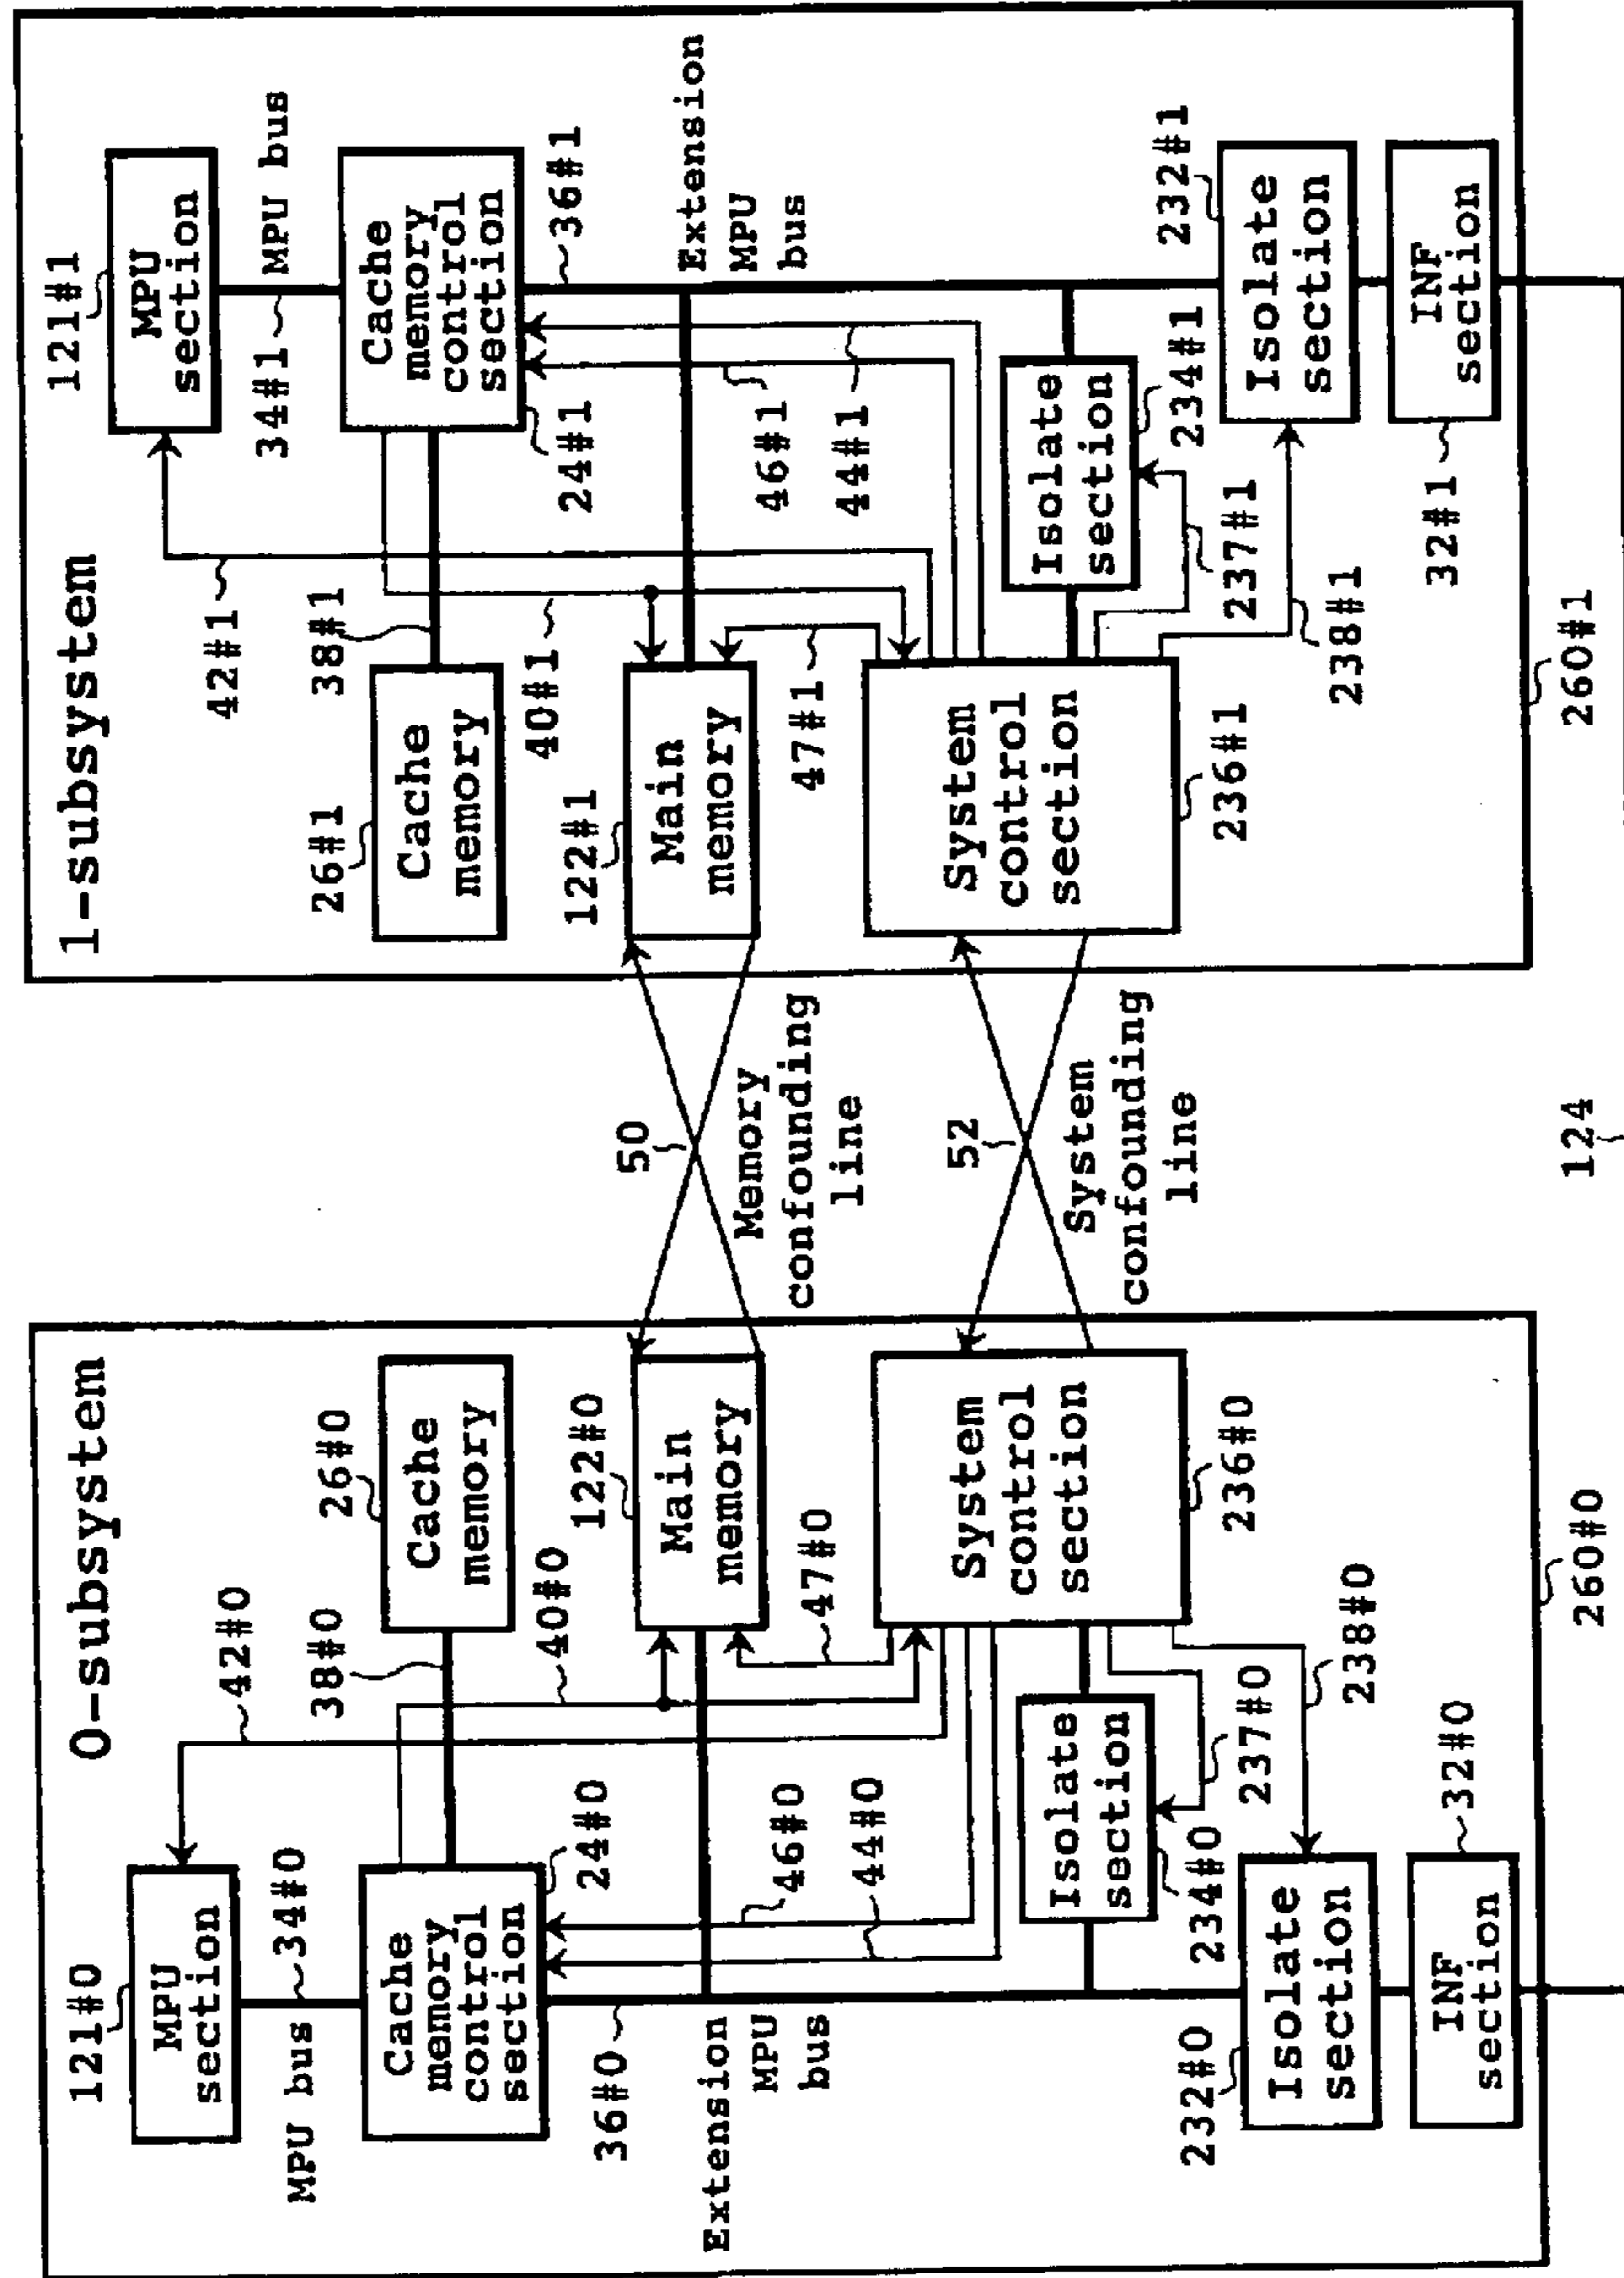 0-subsystem
121#0
MPU
section
MPU bus
34#0
42#0
Cache
memory
control
section
24#0
38#0
26#0
Cache
memory
40#0
36#0
Extension
MPU
bus
46#0
44#0
122#0
Main
memory
47#0
System
control
section
236#0
Isolate
section
234#0
237#0
238#0
232#0
Isolate
section
INF
section
32#0
260#0
50
Memory
confounding
line
52
System
confounding
line
124
1-subsystem
121#1
MPU
section
MPU bus
34#1
42#1
Cache
memory
control
section
24#1
38#1
26#1
Cache
memory
40#1
36#1
Extension
MPU
bus
46#1
44#1
122#1
Main
memory
47#1
System
control
section
236#1
Isolate
section
234#1
237#1
238#1
232#1
Isolate
section
INF
section
32#1
260#1